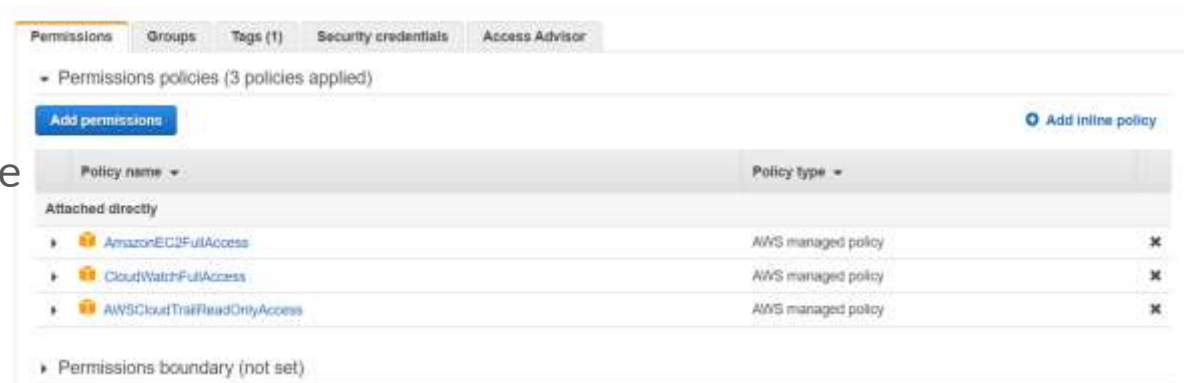 Permissions Groups Tags (1) Security credentials Access Advisor
Permissions policies (3 policies applied)
Add permissions Add inline policy
e
Policy name Policy type
Attached directly
AmazonEC2FullAccess AWS managed policy
CloudWatchFullAccess AWS managed policy
AWSCloudTrailReadOnlyAccess AWS managed policy
Permissions boundary (not set)